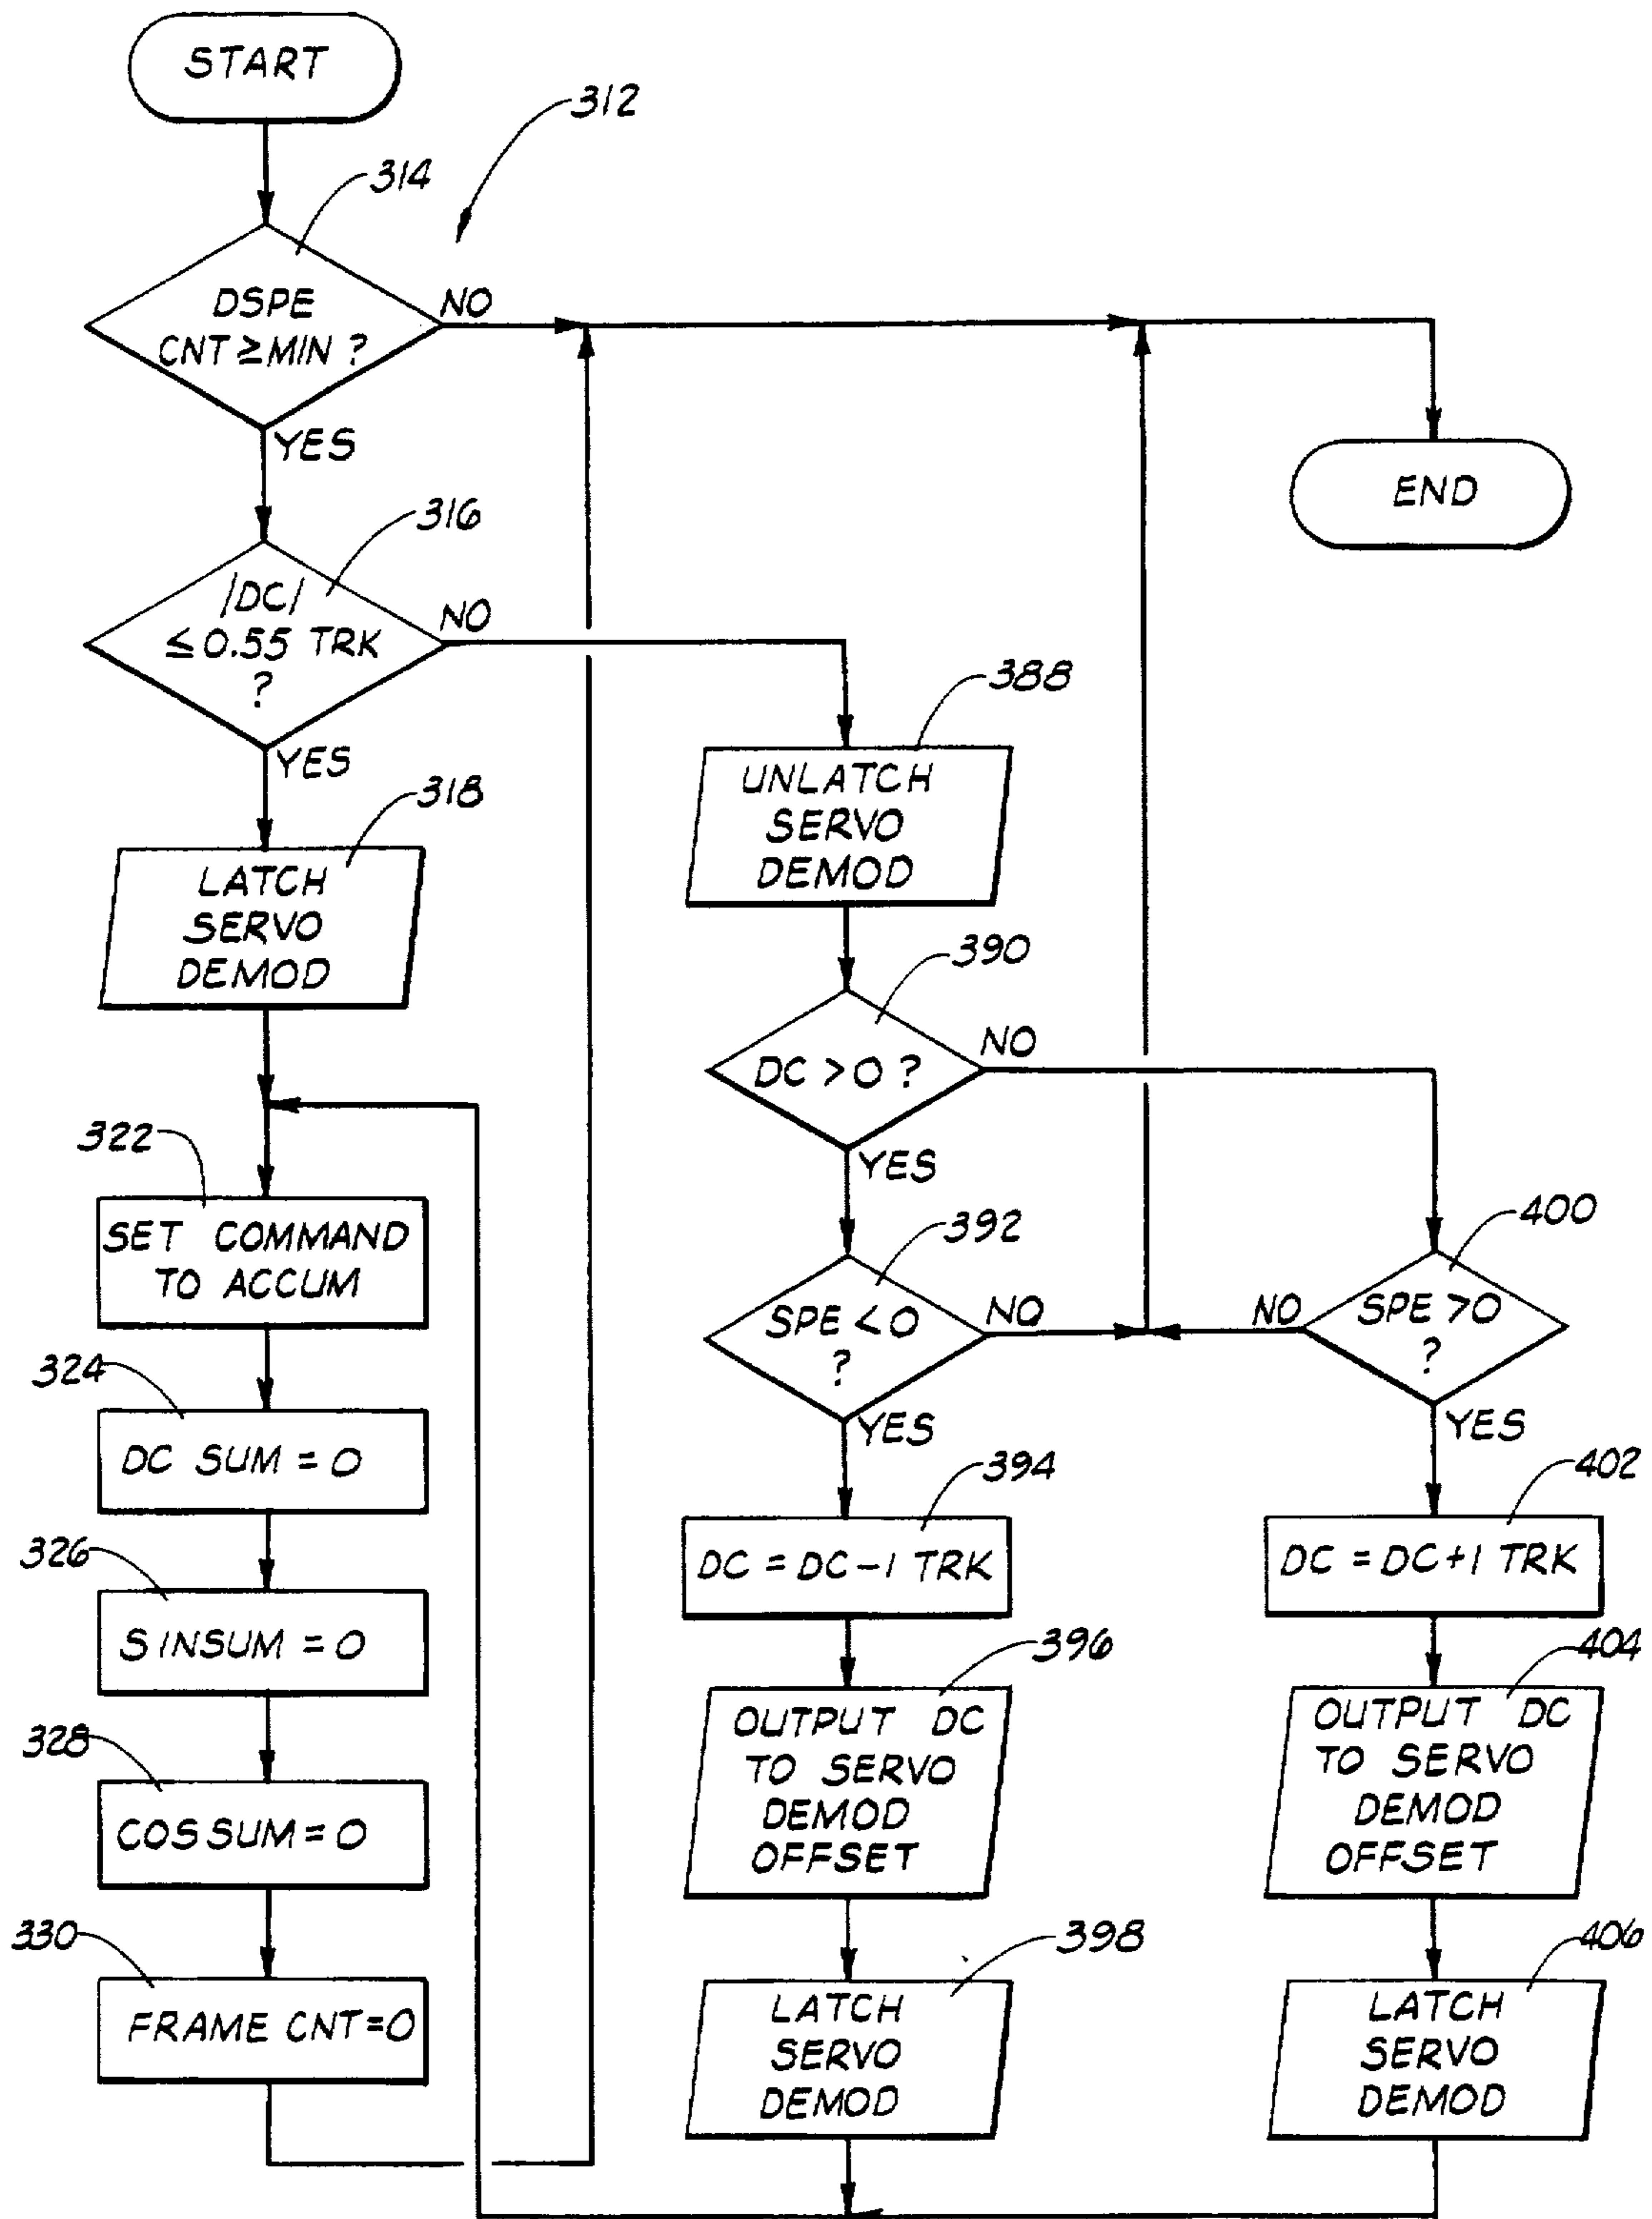 START
312
314
DSPE
CNT ≥ MIN ?
NO
YES
END
316
|DC|
≤ 0.55 TRK
?
NO
YES
388
UNLATCH
SERVO
DEMOD
318
LATCH
SERVO
DEMOD
390
DC > 0 ?
NO
YES
322
SET COMMAND
TO ACCUM
392
SPE < 0
?
NO
YES
400
SPE > 0
?
NO
YES
324
DC SUM = 0
394
DC = DC - 1 TRK
402
DC = DC + 1 TRK
326
SINSUM = 0
396
OUTPUT DC
TO SERVO
DEMOD
OFFSET
404
OUTPUT DC
TO SERVO
DEMOD
OFFSET
328
COSSUM = 0
330
FRAME CNT = 0
398
LATCH
SERVO
DEMOD
406
LATCH
SERVO
DEMOD